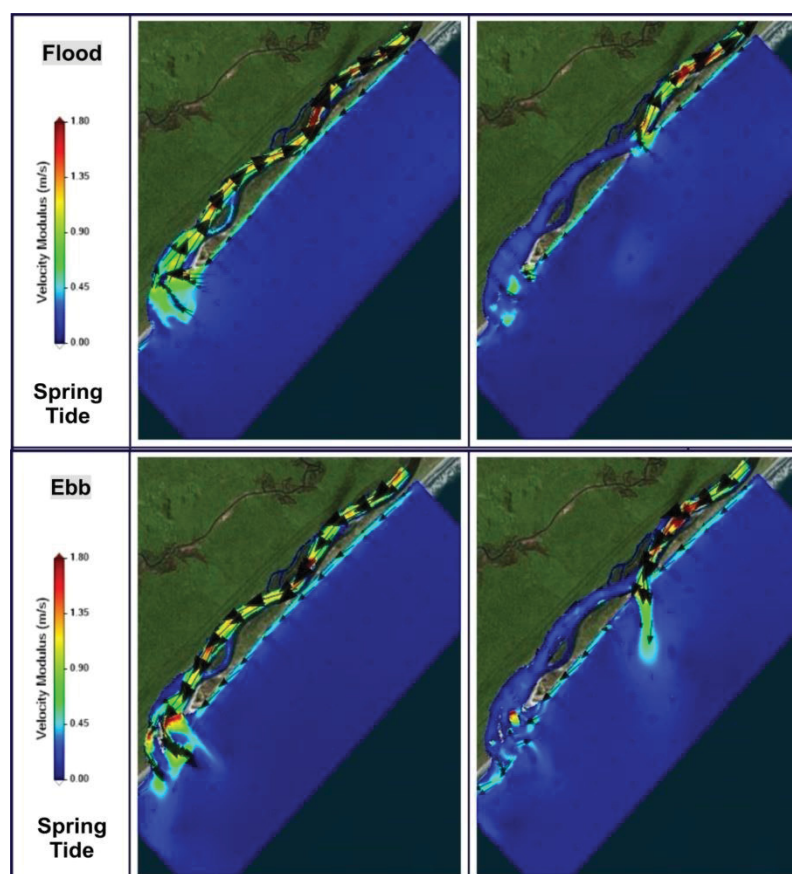 Flood
Velocity Modulus (m/s)
1.80
1.35
0.90
0.45
0.00
Spring
Tide
Ebb
Velocity Modulus (m/s)
1.80
1.35
0.90
0.45
0.00
Spring
Tide